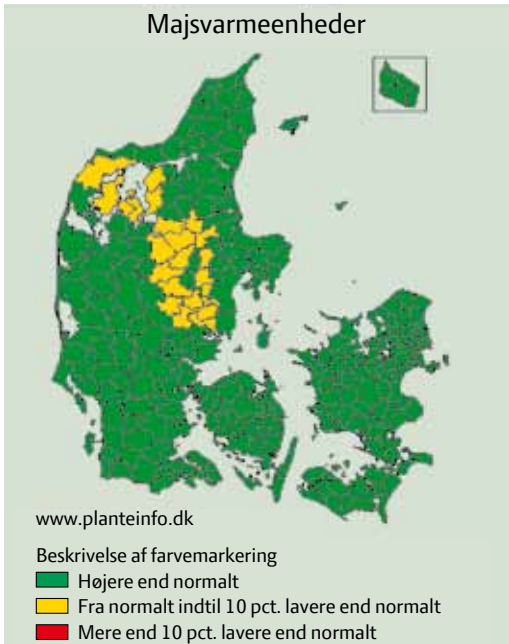 Majsvarmeenheder
www.planteinfo.dk
Beskrivelse af farvemarkering
Højere end normalt
Fra normalt indtil 10 pct. lavere end normalt
Mere end 10 pct. lavere end normalt